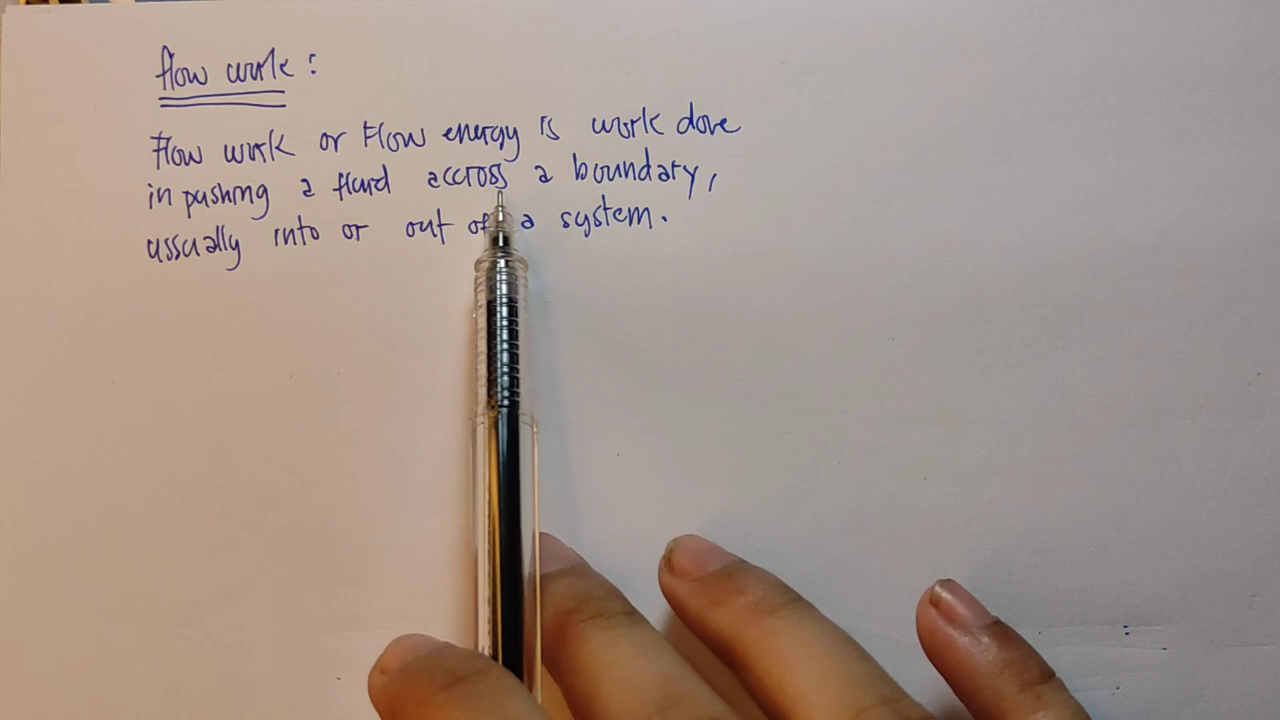 flow work :
Flow work or Flow energy is work done
in pushing a fluid accross a boundary,
ussually into or out of a system.